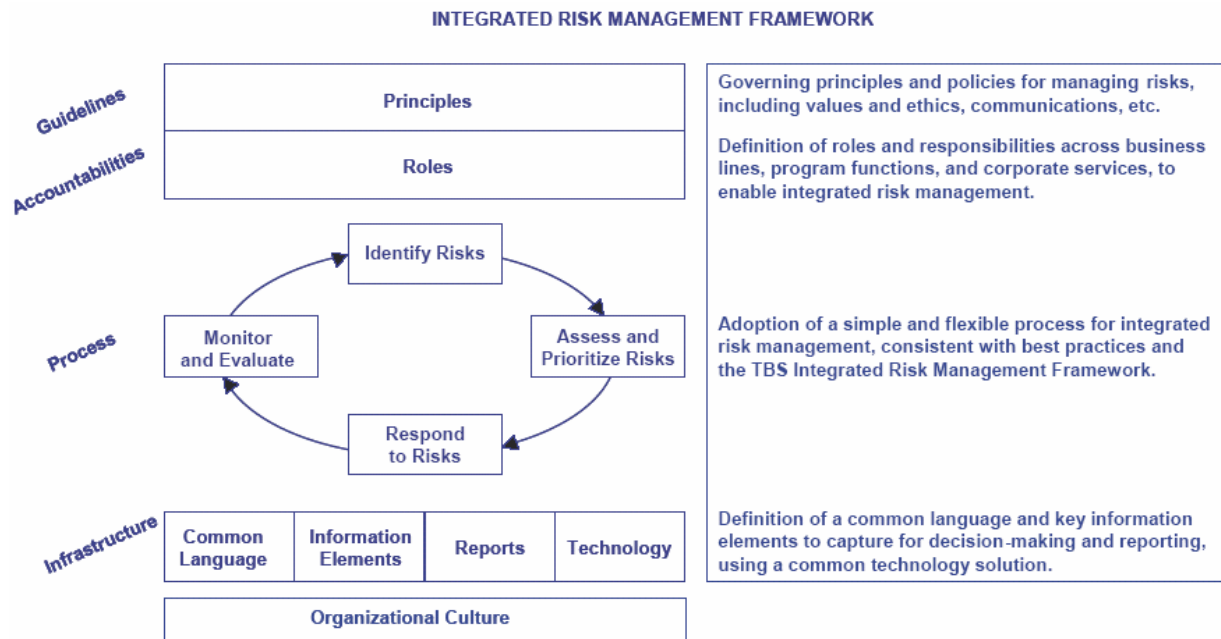 INTEGRATED RISK MANAGEMENT FRAMEWORK
Guidelines
Principles
Governing principles and policies for managing risks,
including values and ethics, communications, etc.
Accountabilities
Roles
Definition of roles and responsibilities across business
lines, program functions, and corporate services, to
enable integrated risk management.
Process
Identify Risks
Monitor
and Evaluate
Assess and
Prioritize Risks
Respond
to Risks
Adoption of a simple and flexible process for integrated
risk management, consistent with best practices and
the TBS Integrated Risk Management Framework.
Infrastructure
Common
Language
Information
Elements
Reports
Technology
Definition of a common language and key information
elements to capture for decision-making and reporting,
using a common technology solution.
Organizational Culture